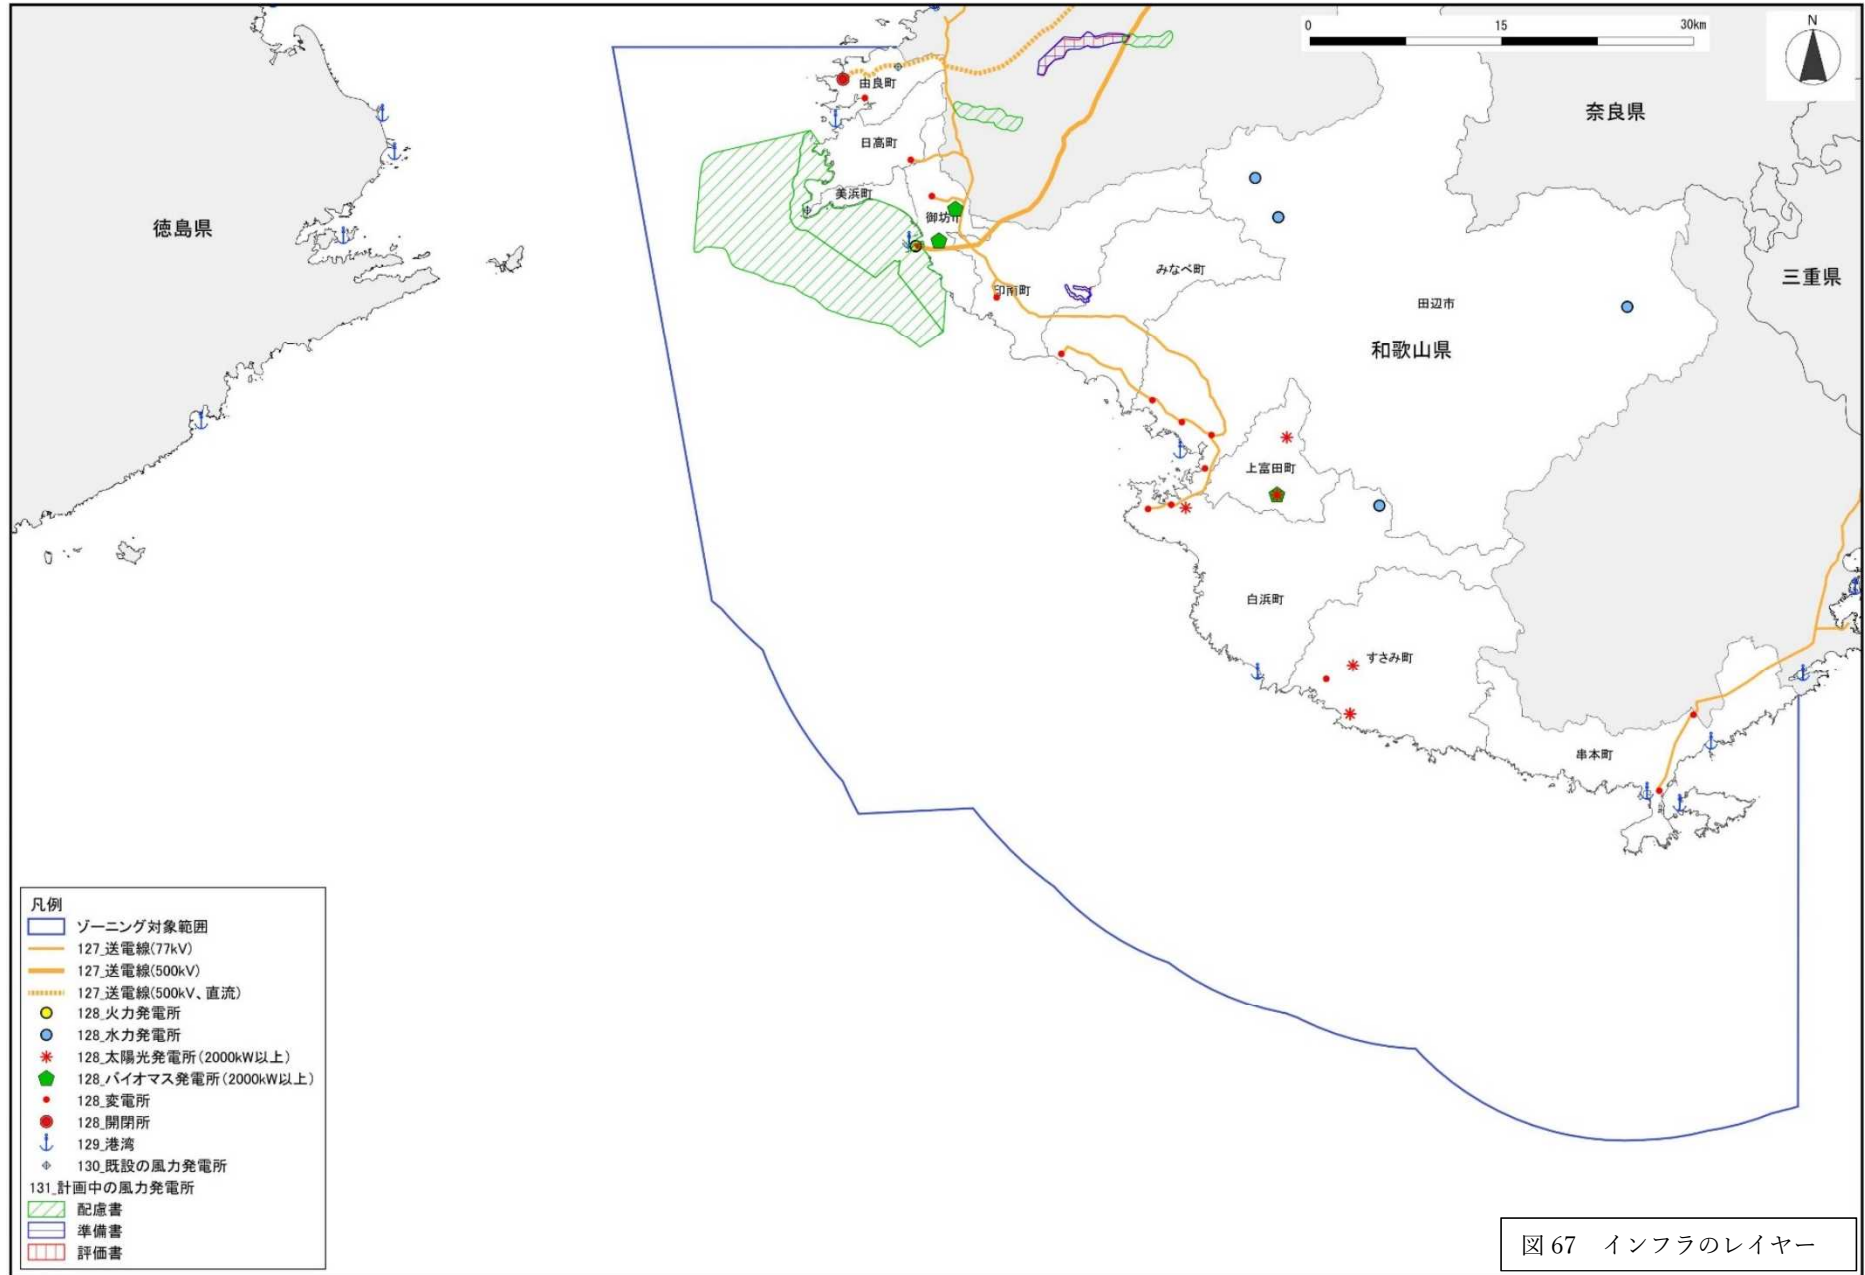 0 15 30km
N
由良町
奈良県
日高町
美浜町
徳島県
御坊市
みなべ町
三重県
印南町
田辺市
和歌山県
上富田町
白浜町
すさみ町
串本町
凡例
ゾーニング対象範囲
127_送電線(77kV)
127_送電線(500kV)
127_送電線(500kV、直流)
128_火力発電所
128_水力発電所
128_太陽光発電所(2000kW以上)
128_バイオマス発電所(2000kW以上)
128_変電所
128_開閉所
129_港湾
130_既設の風力発電所
131_計画中の風力発電所
配慮書
準備書
評価書
図 67 インフラのレイヤー